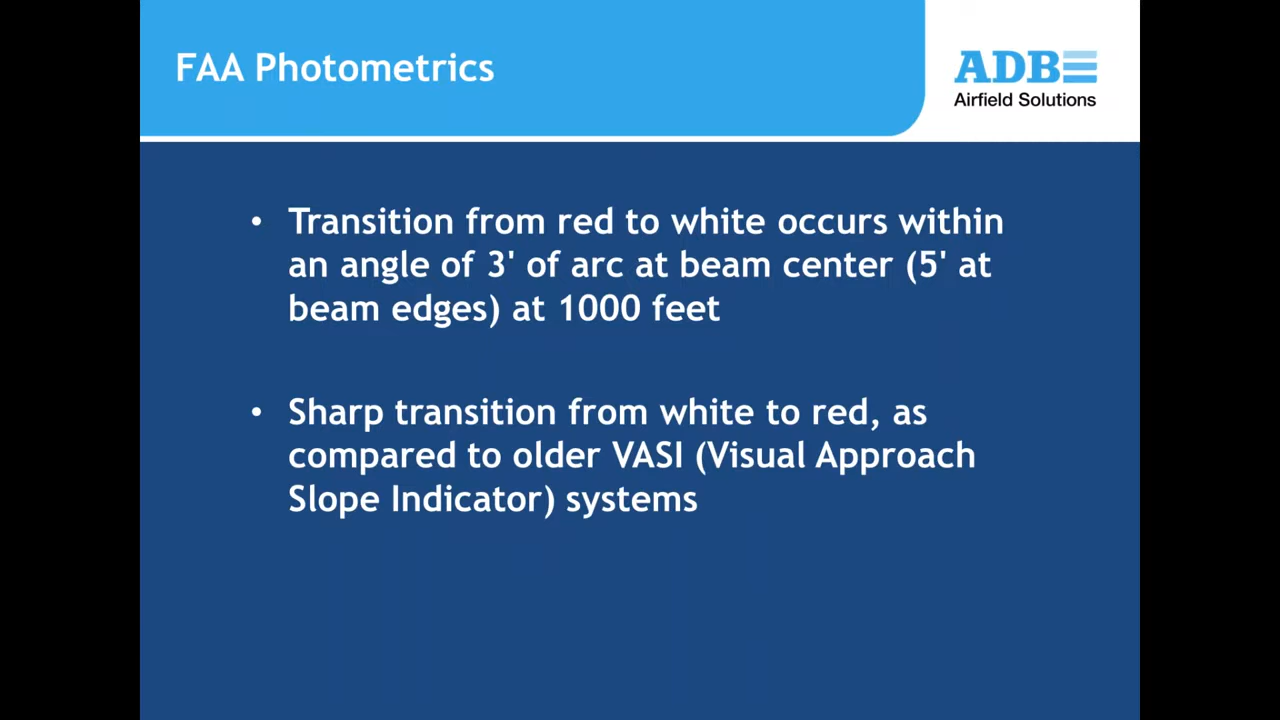 FAA Photometrics
ADB
Airfield Solutions
• Transition from red to white occurs within
an angle of 3' of arc at beam center (5' at
beam edges) at 1000 feet
• Sharp transition from white to red, as
compared to older VASI (Visual Approach
Slope Indicator) systems